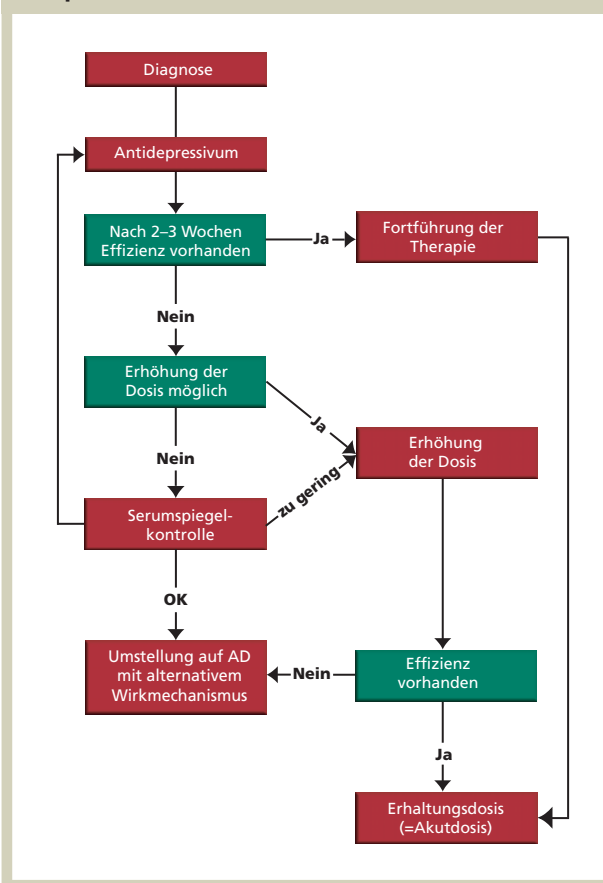 Diagnose
Antidepressivum
Nach 2–3 Wochen
Effizienz vorhanden
Ja
Fortführung der
Therapie
Nein
Erhöhung der
Dosis möglich
Ja
Erhöhung
der Dosis
Nein
zu gering
Serumspiegel-
kontrolle
OK
Umstellung auf AD
mit alternativem
Wirkmechanismus
Nein
Effizienz
vorhanden
Ja
Erhaltungsdosis
(=Akutdosis)